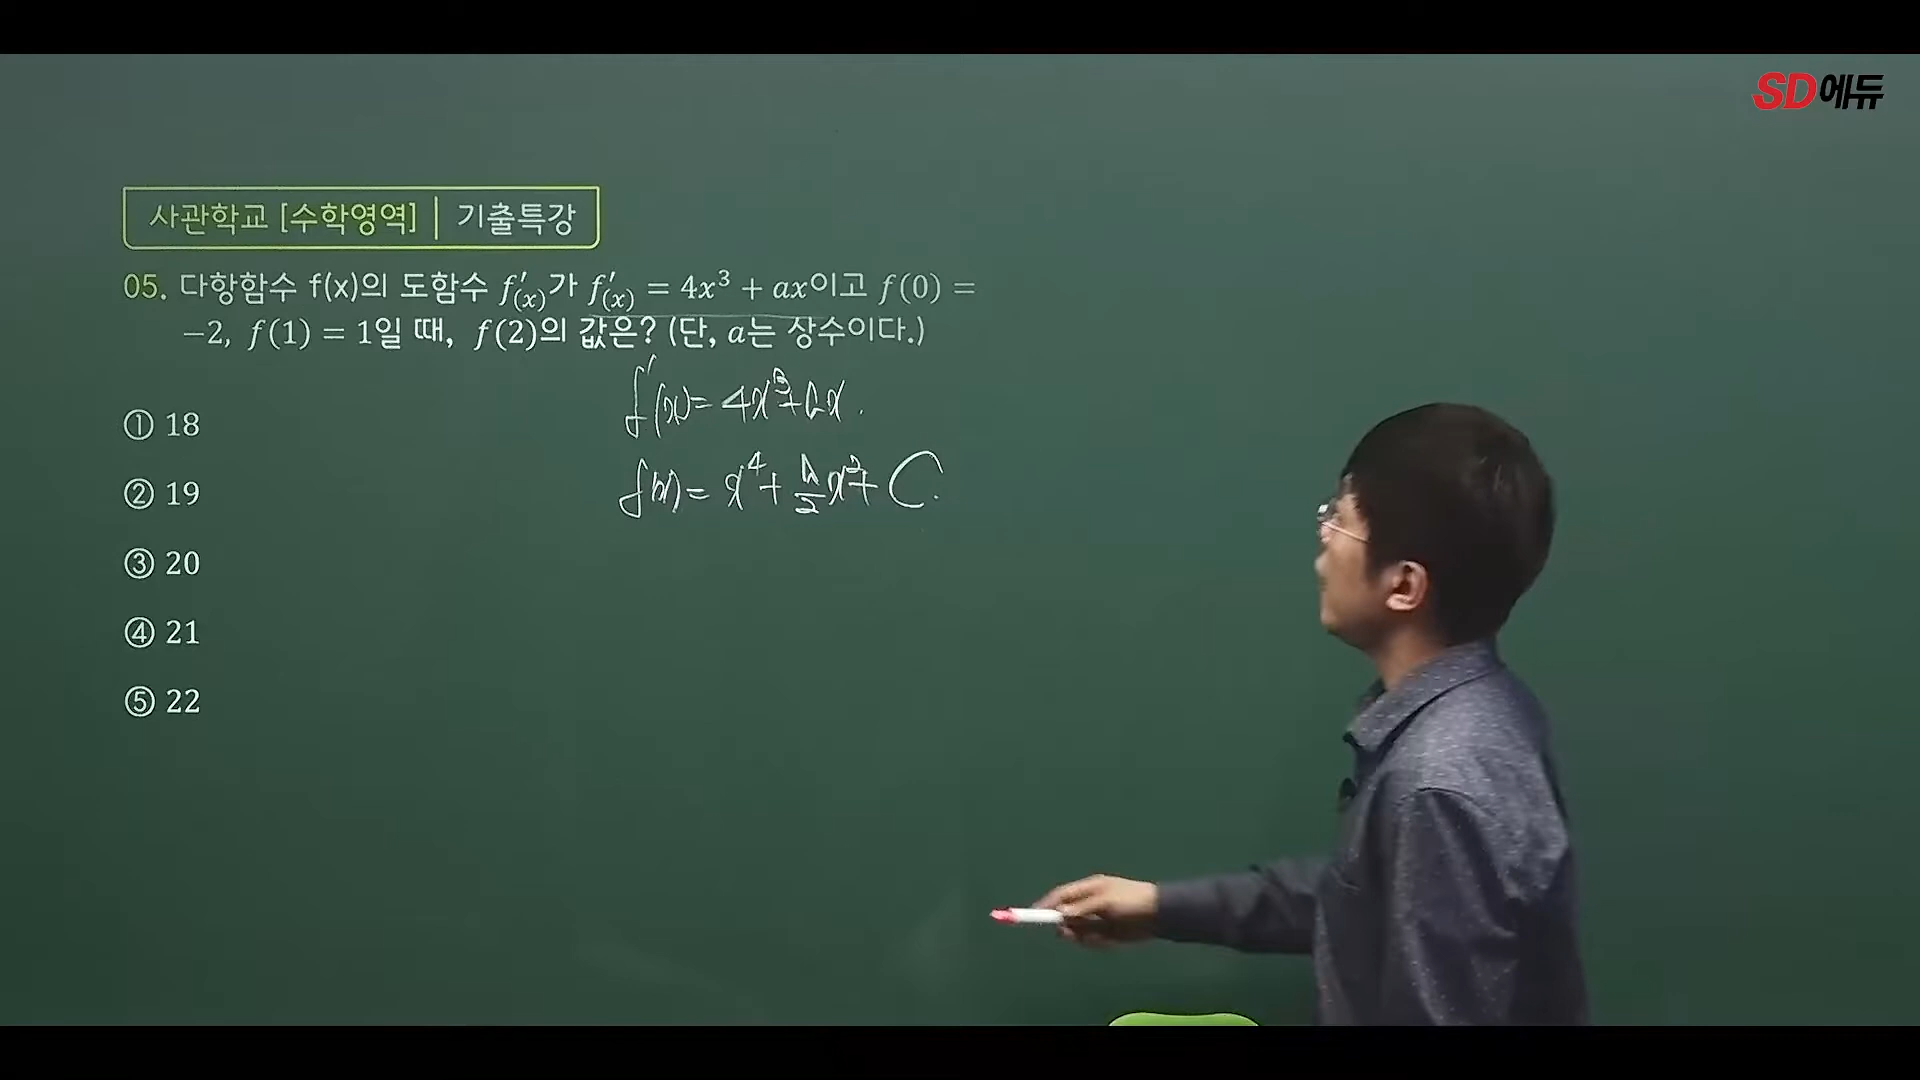 SD에듀
사관학교 [수학영역] | 기출특강
05. 다항함수 f(x)의 도함수 f′(x)가 f′(x) = 4x³ + ax이고 f(0) =
−2, f(1) = 1일 때, f(2)의 값은? (단, a는 상수이다.)
f′(x) = 4x³ + ax.
① 18
f(x) = x⁴ + a/2 x² + C.
② 19
③ 20
④ 21
⑤ 22